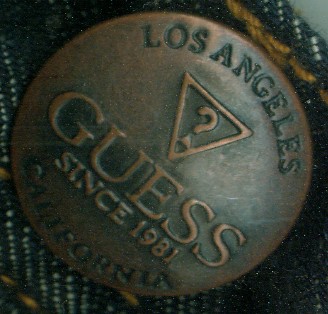 LOS ANGELES
?
GUESS
SINCE 1981
CALIFORNIA